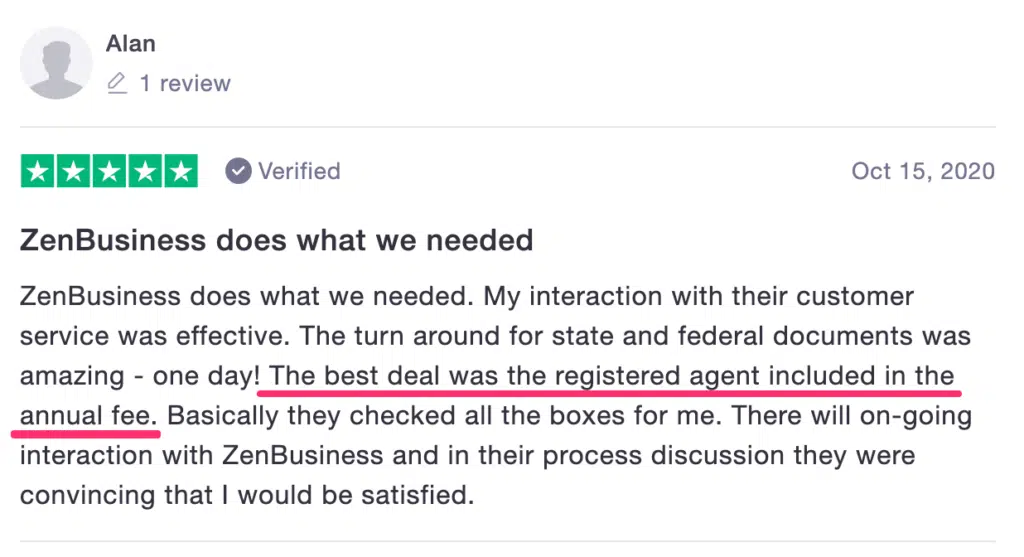 Alan
1 review
Verified
Oct 15, 2020
ZenBusiness does what we needed
ZenBusiness does what we needed. My interaction with their customer
service was effective. The turn around for state and federal documents was
amazing - one day! The best deal was the registered agent included in the
annual fee. Basically they checked all the boxes for me. There will on-going
interaction with ZenBusiness and in their process discussion they were
convincing that I would be satisfied.